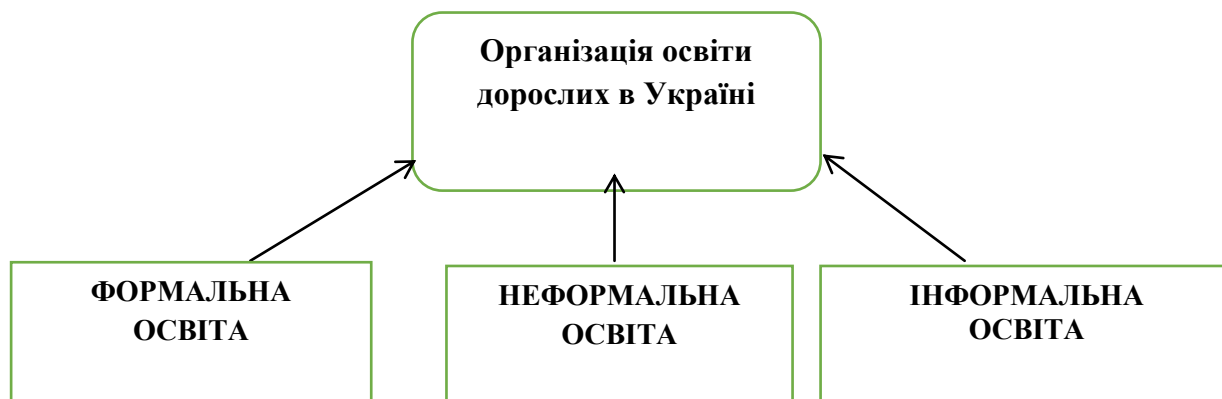 Організація освіти
дорослих в Україні
ФОРМАЛЬНА
ОСВІТА
НЕФОРМАЛЬНА
ОСВІТА
ІНФОРМАЛЬНА
ОСВІТА